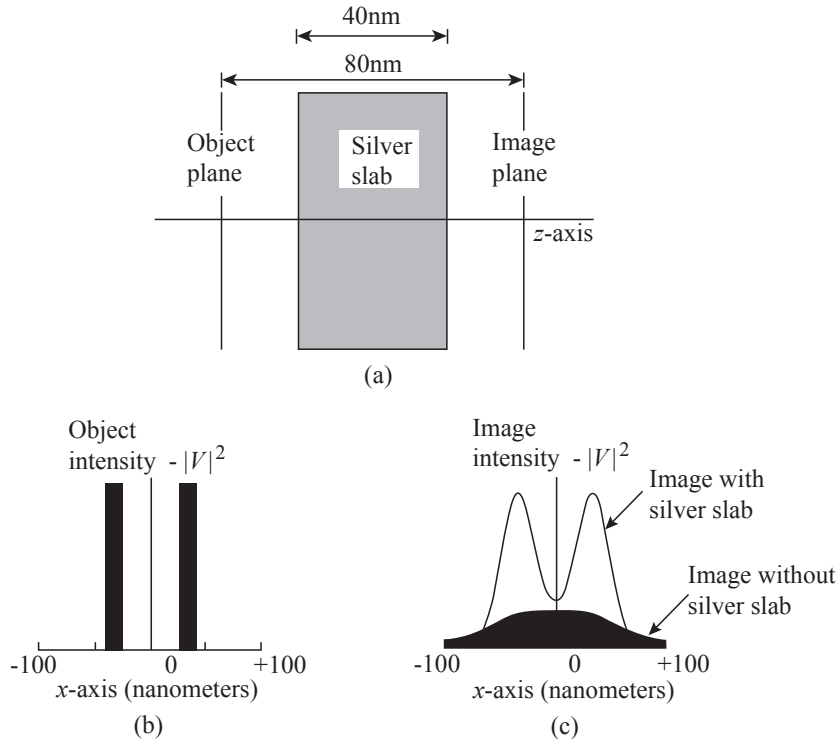 40nm
80nm
Object
plane
Silver
slab
Image
plane
z-axis
(a)
Object
intensity - |V|²
-100 0 +100
x-axis (nanometers)
(b)
Image
intensity - |V|²
Image with
silver slab
Image without
silver slab
-100 0 +100
x-axis (nanometers)
(c)